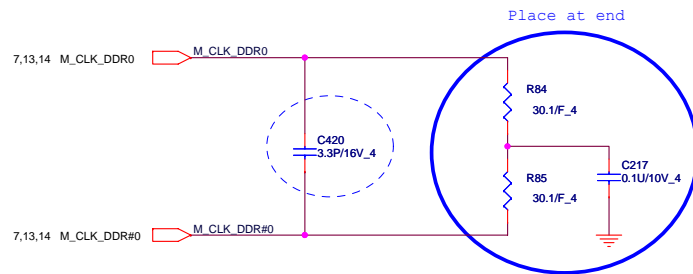 Place at end
7,13,14 M_CLK_DDR0
M_CLK_DDR0
R84
30.1/F_4
C420
3.3P/16V_4
C217
0.1U/10V_4
R85
30.1/F_4
7,13,14 M_CLK_DDR#0
M_CLK_DDR#0